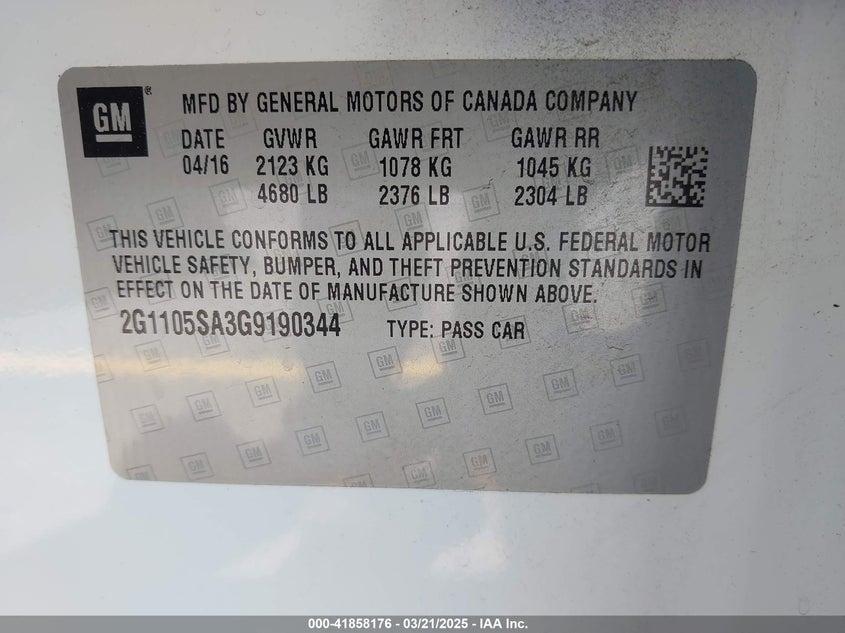 GM ®
MFD BY GENERAL MOTORS OF CANADA COMPANY
DATE GVWR GAWR FRT GAWR RR
04/16 2123 KG 1078 KG 1045 KG
4680 LB 2376 LB 2304 LB
THIS VEHICLE CONFORMS TO ALL APPLICABLE U.S. FEDERAL MOTOR
VEHICLE SAFETY, BUMPER, AND THEFT PREVENTION STANDARDS IN
EFFECT ON THE DATE OF MANUFACTURE SHOWN ABOVE.
2G1105SA3G9190344 TYPE: PASS CAR
000-41858176 - 03/21/2025 - IAA Inc.